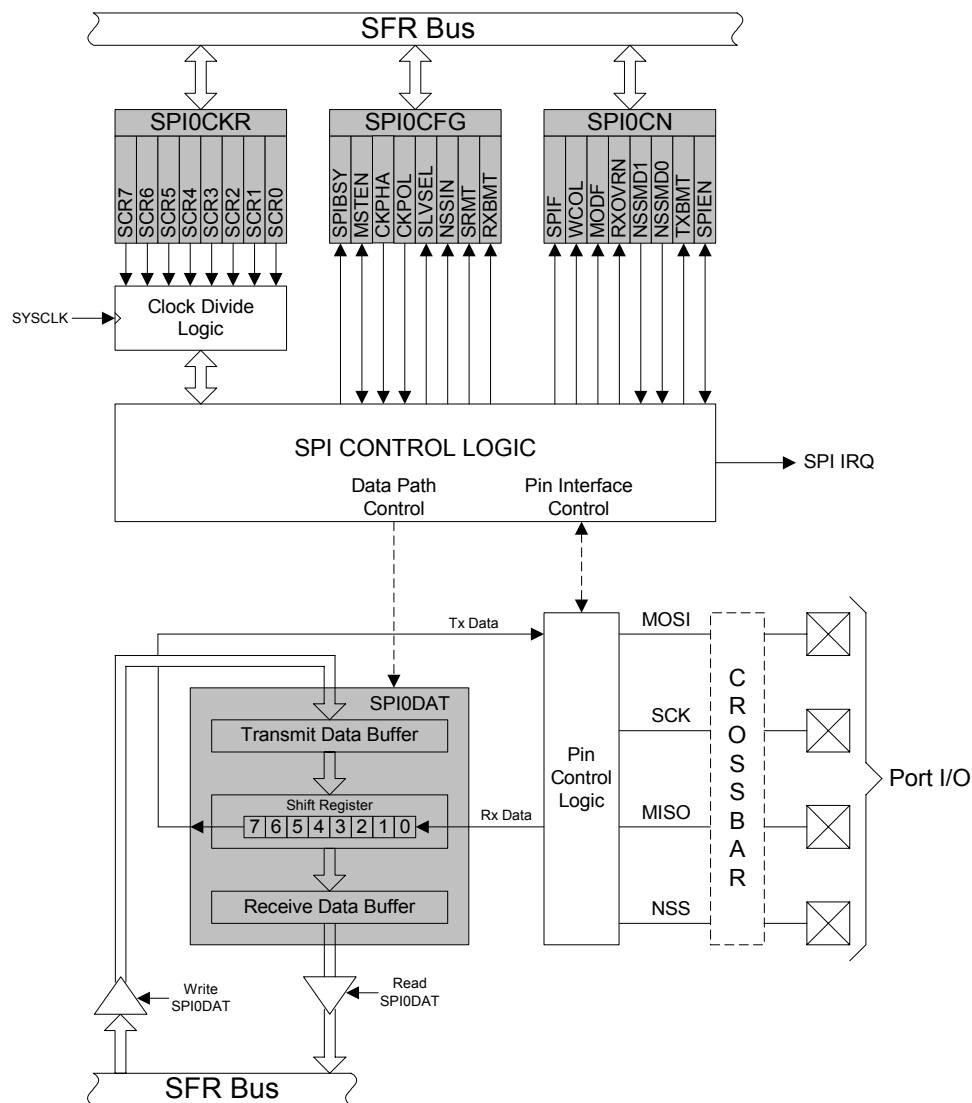 SFR Bus
SPI0CKR
SCR7
SCR6
SCR5
SCR4
SCR3
SCR2
SCR1
SCR0
SPI0CFG
SPIBSY
MSTEN
CKPHA
CKPOL
SLVSEL
NSSIN
SRMT
RXBMT
SPI0CN
SPIF
WCOL
MODF
RXOVRN
NSSMD1
NSSMD0
TXBMT
SPIEN
SYSCLK
Clock Divide
Logic
SPI CONTROL LOGIC
Data Path
Control
Pin Interface
Control
SPI IRQ
Tx Data
SPI0DAT
Transmit Data Buffer
Shift Register
7 6 5 4 3 2 1 0
Rx Data
Receive Data Buffer
Pin
Control
Logic
MOSI
SCK
MISO
NSS
CROSSBAR
Port I/O
Write
SPI0DAT
Read
SPI0DAT
SFR Bus